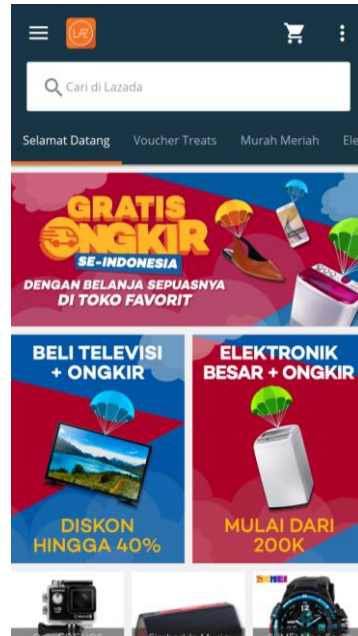 LAZ
Cari di Lazada
Selamat Datang Voucher Treats Murah Meriah Ele
GRATIS
ONGKIR
SE-INDONESIA
DENGAN BELANJA SEPUASNYA
DI TOKO FAVORIT
BELI TELEVISI
+ ONGKIR
DISKON
HINGGA 40%
ELEKTRONIK
BESAR + ONGKIR
MULAI DARI
200K